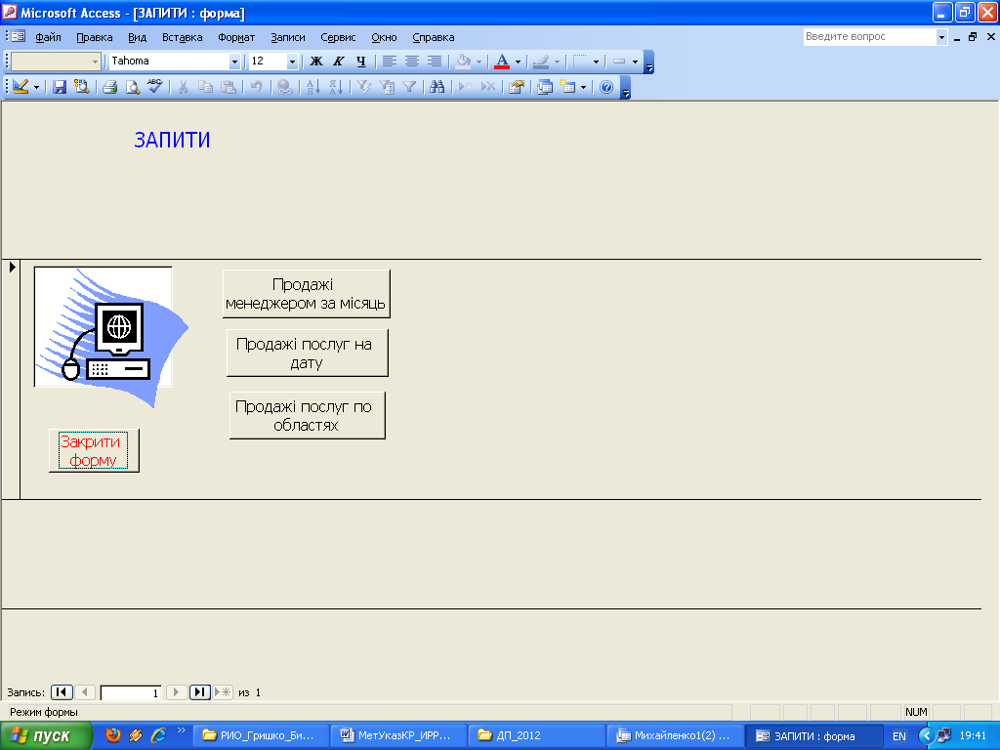 Microsoft Access - [ЗАПИТИ : форма]
Файл Правка Вид Вставка Формат Записи Сервис Окно Справка
Введите вопрос
Tahoma 12 Ж К Ч
ЗАПИТИ
Продажі
менеджером за місяць
Продажі послуг на
дату
Продажі послуг по
областях
Закрити
форму
Запись: 1 из 1
Режим формы NUM
пуск РИО_Гришко_Би... МетУказКР_ИРР... ДП_2012 Михайленко1(2) ... ЗАПИТИ : форма EN 19:41